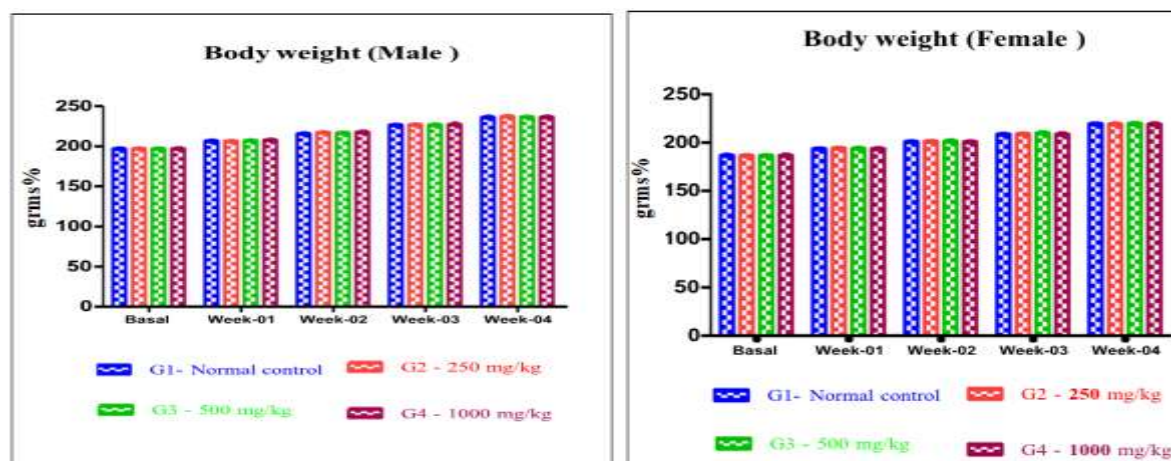 Body weight (Male )
grms%
250
200
150
100
50
0
Basal Week-01 Week-02 Week-03 Week-04
G1- Normal control G2 - 250 mg/kg
G3 - 500 mg/kg G4 - 1000 mg/kg
Body weight (Female )
grms%
250
200
150
100
50
0
Basal Week-01 Week-02 Week-03 Week-04
G1- Normal control G2 - 250 mg/kg
G3 - 500 mg/kg G4 - 1000 mg/kg